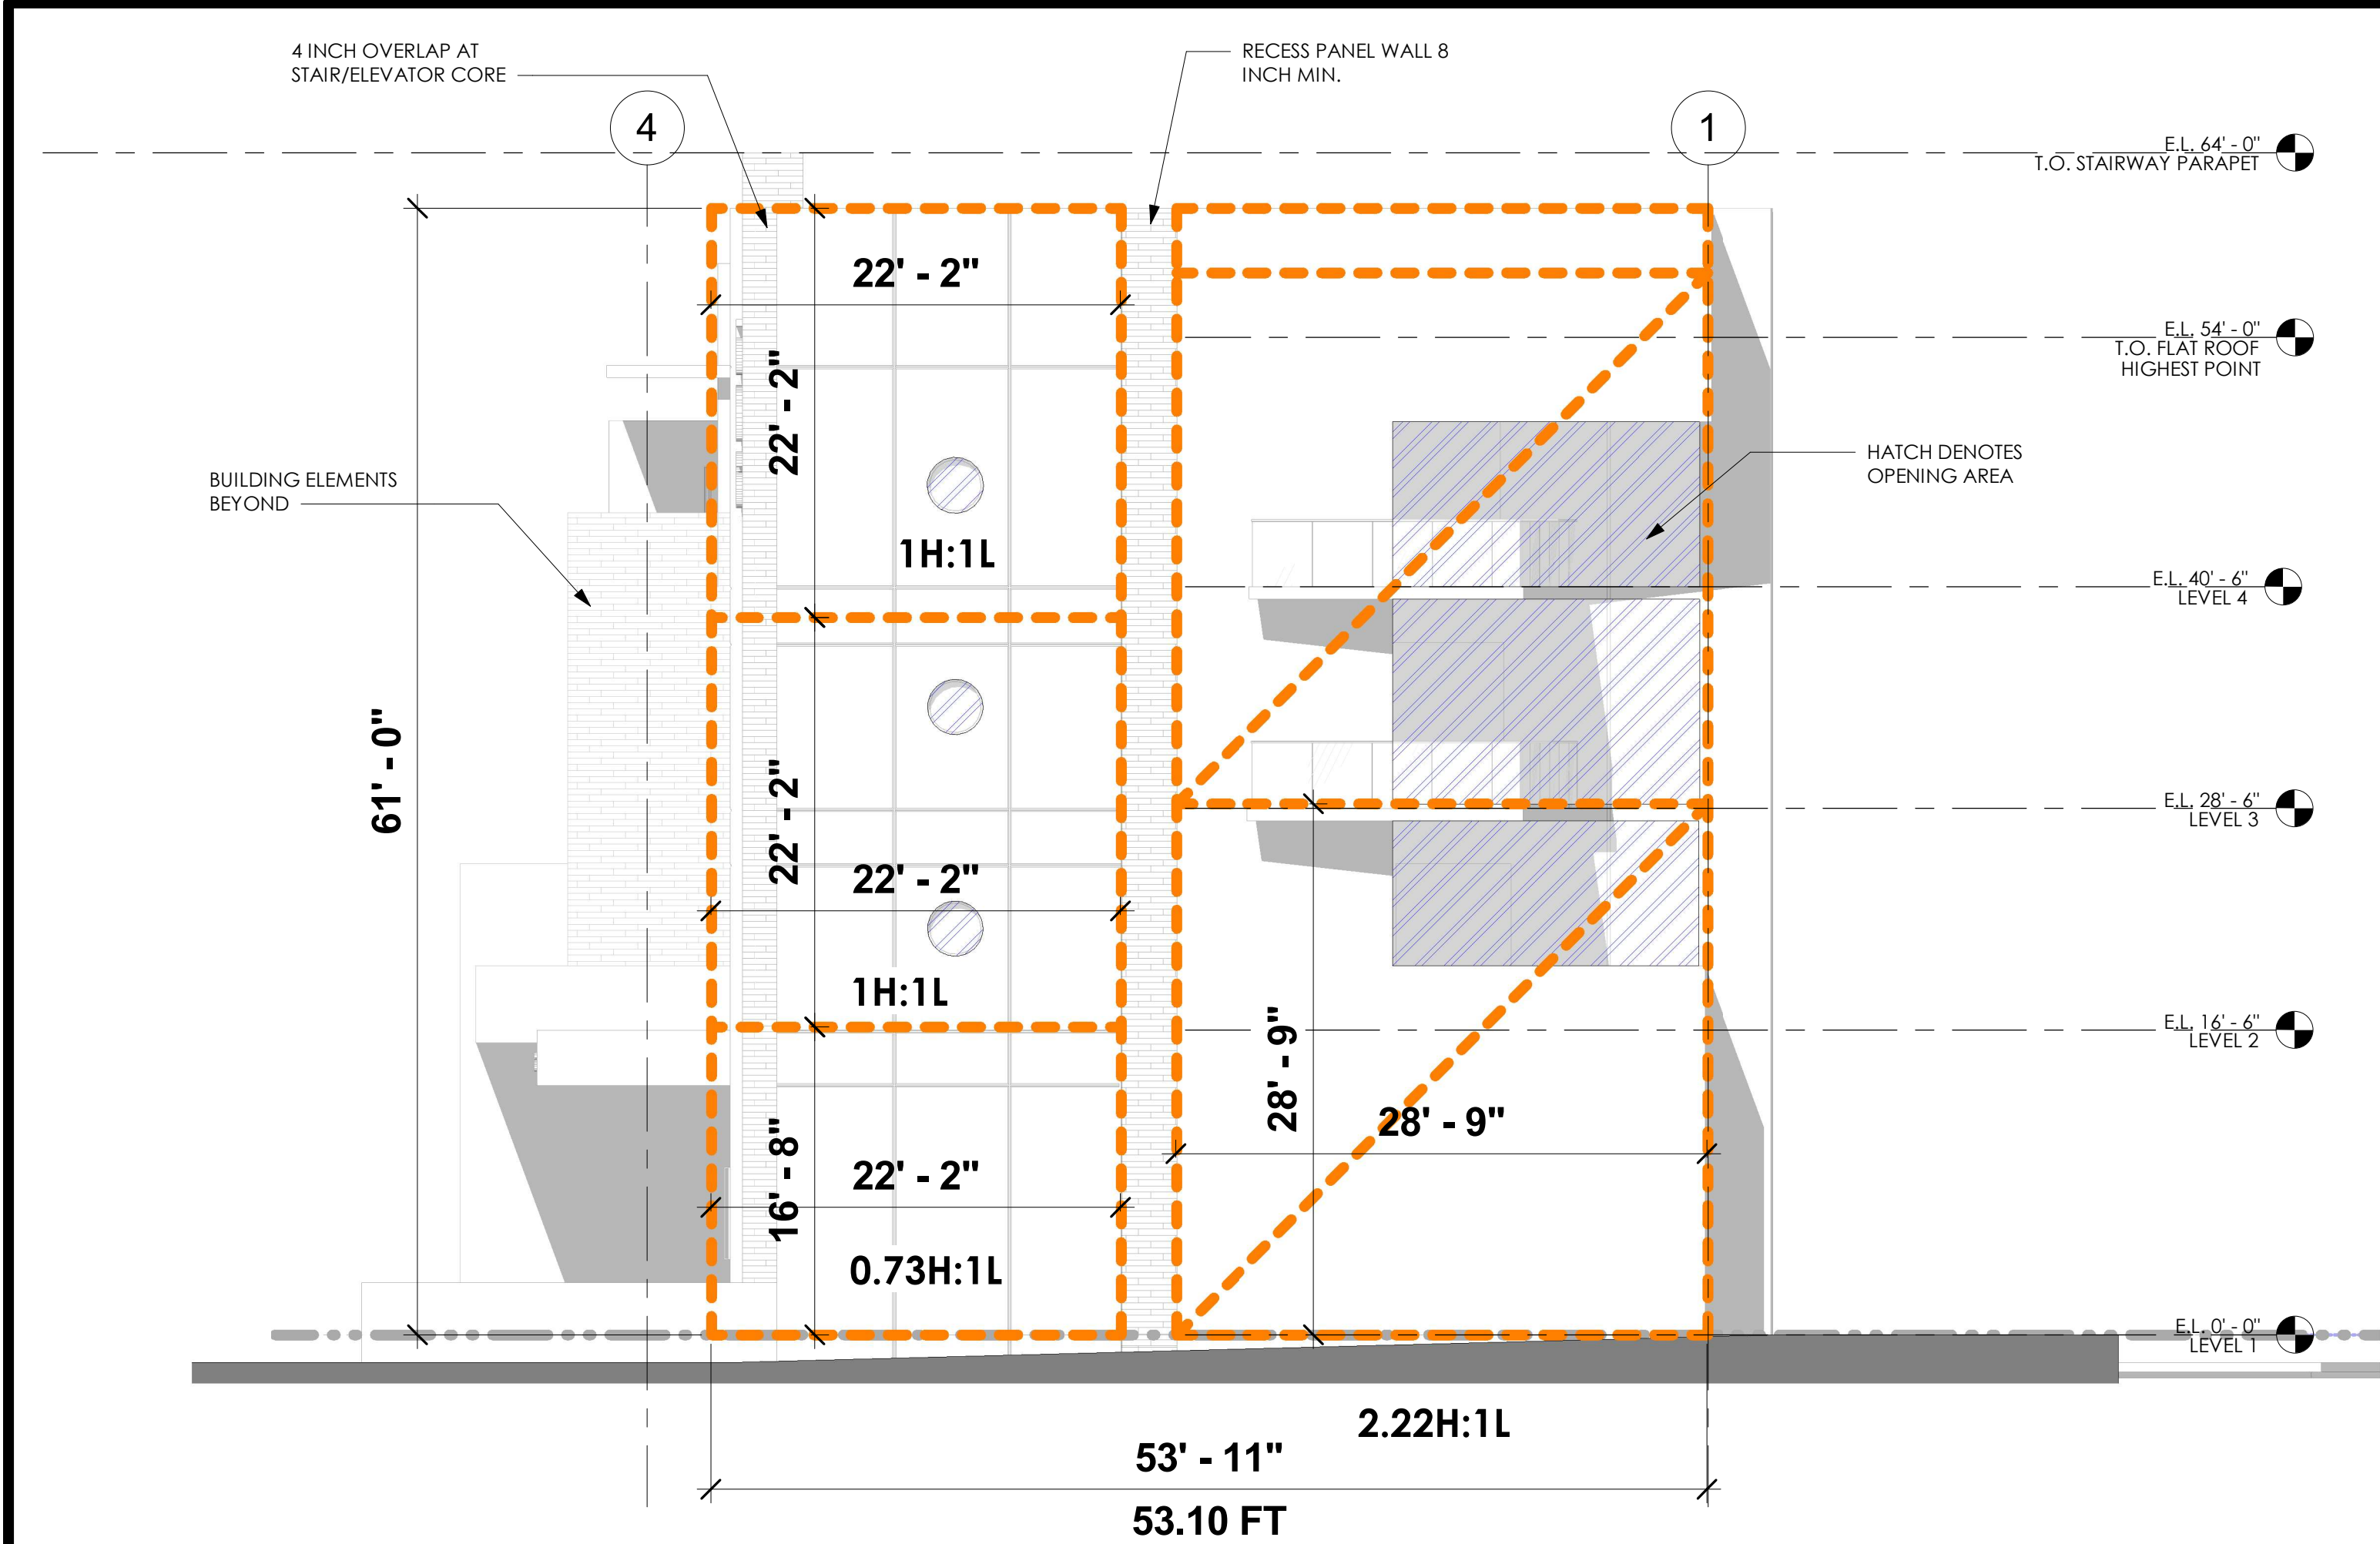 4 INCH OVERLAP AT
STAIR/ELEVATOR CORE
RECESS PANEL WALL 8
INCH MIN.
4
1
E.L. 64' - 0"
T.O. STAIRWAY PARAPET
22' - 2"
22' - 2"
E.L. 54' - 0"
T.O. FLAT ROOF
HIGHEST POINT
BUILDING ELEMENTS
BEYOND
HATCH DENOTES
OPENING AREA
1H:1L
E.L. 40' - 6"
LEVEL 4
61' - 0"
22' - 2"
E.L. 28' - 6"
LEVEL 3
22' - 2"
1H:1L
E.L. 16' - 6"
LEVEL 2
28' - 9"
28' - 9"
16' - 8"
22' - 2"
0.73H:1L
E.L. 0' - 0"
LEVEL 1
2.22H:1L
53' - 11"
53.10 FT